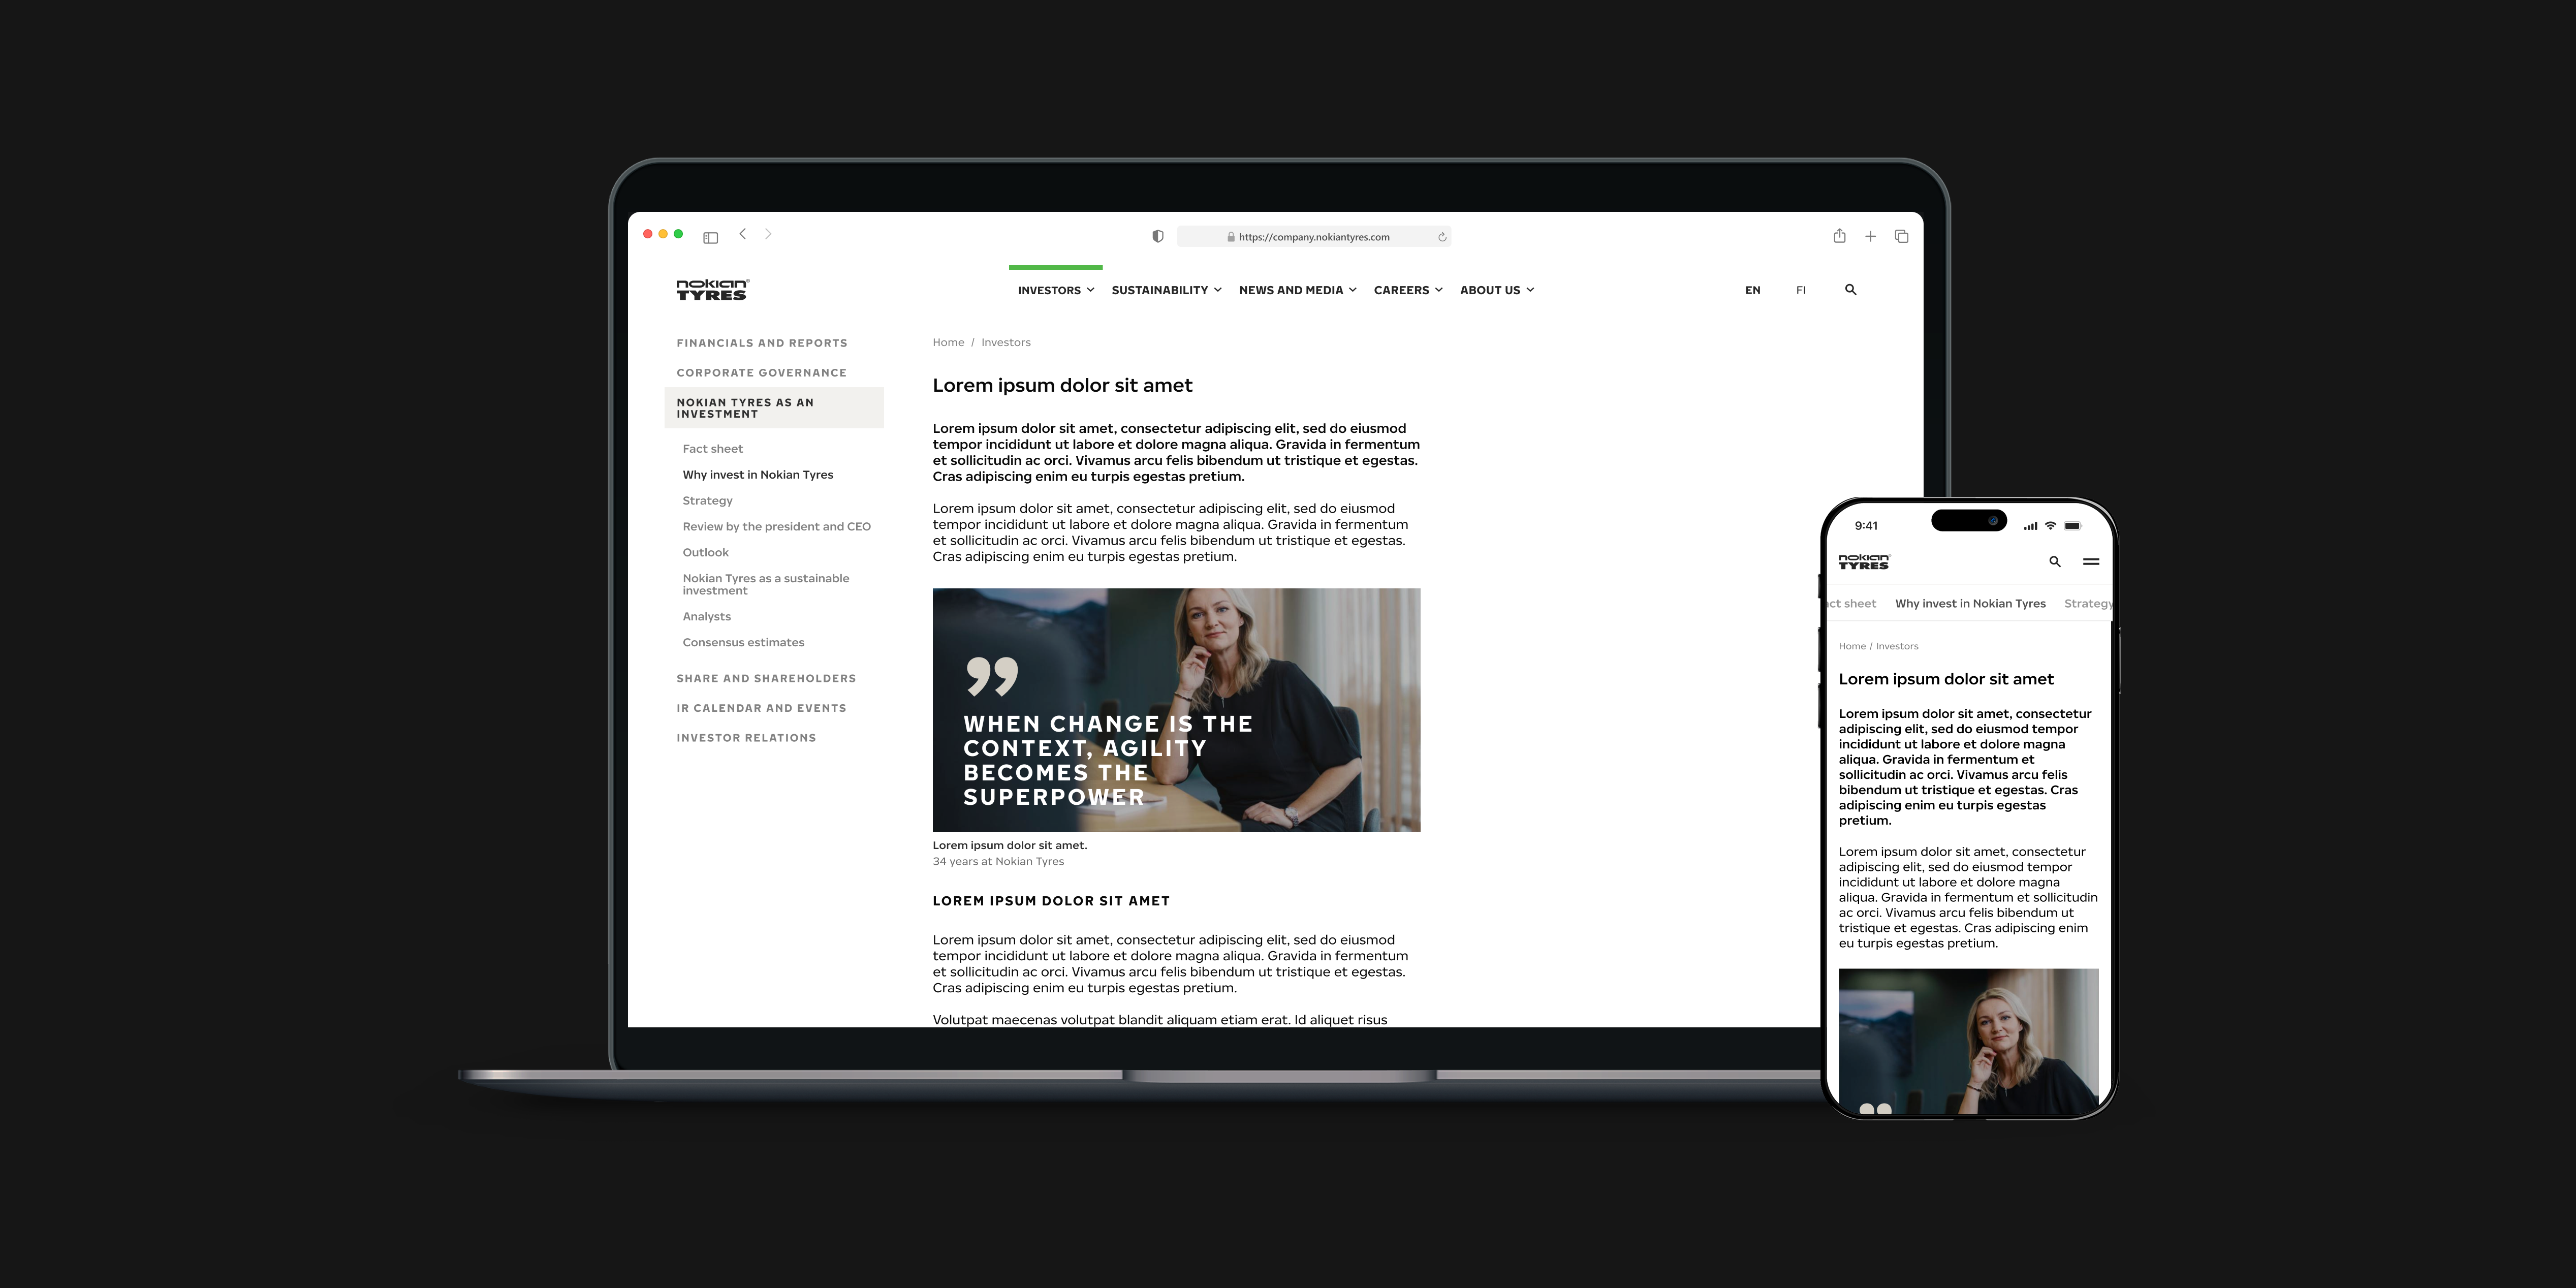 https://company.nokiantyres.com
nokian®
TYRES
INVESTORS
SUSTAINABILITY
NEWS AND MEDIA
CAREERS
ABOUT US
EN
FI
FINANCIALS AND REPORTS
CORPORATE GOVERNANCE
NOKIAN TYRES AS AN
INVESTMENT
Fact sheet
Why invest in Nokian Tyres
Strategy
Review by the president and CEO
Outlook
Nokian Tyres as a sustainable
investment
Analysts
Consensus estimates
SHARE AND SHAREHOLDERS
IR CALENDAR AND EVENTS
INVESTOR RELATIONS
Home / Investors
Lorem ipsum dolor sit amet
Lorem ipsum dolor sit amet, consectetur adipiscing elit, sed do eiusmod
tempor incididunt ut labore et dolore magna aliqua. Gravida in fermentum
et sollicitudin ac orci. Vivamus arcu felis bibendum ut tristique et egestas.
Cras adipiscing enim eu turpis egestas pretium.
Lorem ipsum dolor sit amet, consectetur adipiscing elit, sed do eiusmod
tempor incididunt ut labore et dolore magna aliqua. Gravida in fermentum
et sollicitudin ac orci. Vivamus arcu felis bibendum ut tristique et egestas.
Cras adipiscing enim eu turpis egestas pretium.
”
WHEN CHANGE IS THE
CONTEXT, AGILITY
BECOMES THE
SUPERPOWER
Lorem ipsum dolor sit amet.
34 years at Nokian Tyres
LOREM IPSUM DOLOR SIT AMET
Lorem ipsum dolor sit amet, consectetur adipiscing elit, sed do eiusmod
tempor incididunt ut labore et dolore magna aliqua. Gravida in fermentum
et sollicitudin ac orci. Vivamus arcu felis bibendum ut tristique et egestas.
Cras adipiscing enim eu turpis egestas pretium.
Volutpat maecenas volutpat blandit aliquam etiam erat. Id aliquet risus
9:41
nokian®
TYRES
act sheet
Why invest in Nokian Tyres
Strategy
Home / Investors
Lorem ipsum dolor sit amet
Lorem ipsum dolor sit amet, consectetur
adipiscing elit, sed do eiusmod tempor
incididunt ut labore et dolore magna
aliqua. Gravida in fermentum et
sollicitudin ac orci. Vivamus arcu felis
bibendum ut tristique et egestas. Cras
adipiscing enim eu turpis egestas
pretium.
Lorem ipsum dolor sit amet, consectetur
adipiscing elit, sed do eiusmod tempor
incididunt ut labore et dolore magna
aliqua. Gravida in fermentum et sollicitudin
ac orci. Vivamus arcu felis bibendum ut
tristique et egestas. Cras adipiscing enim
eu turpis egestas pretium.